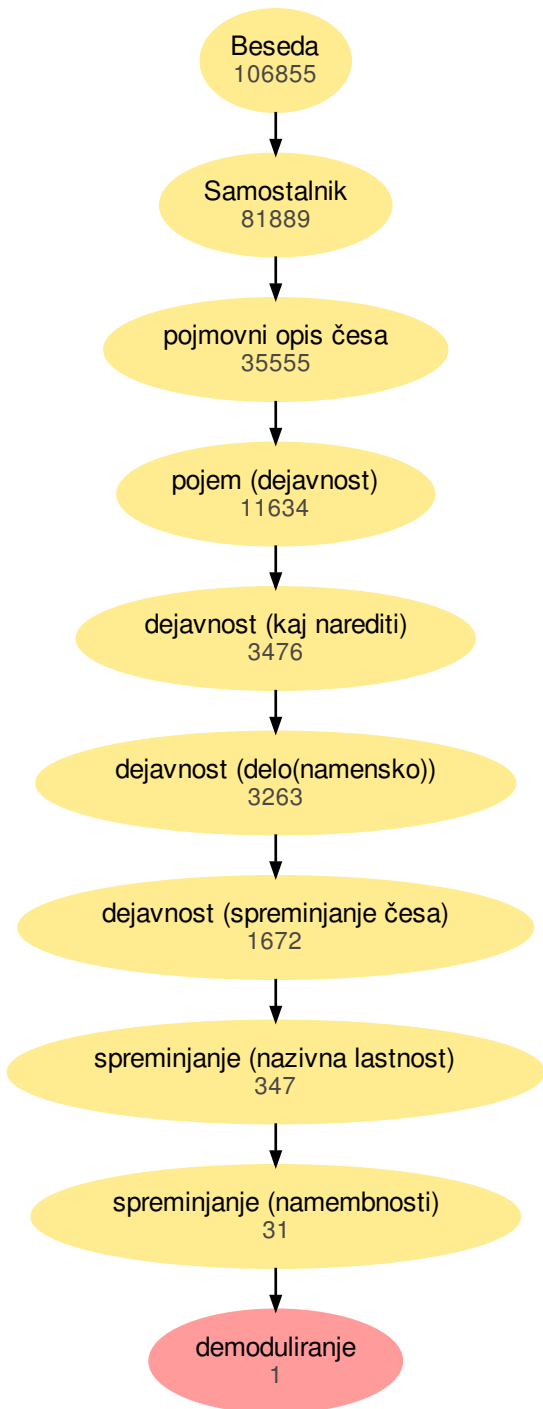 Beseda
106855
Samostalnik
81889
pojmovni opis česa
35555
pojem (dejavnost)
11634
dejavnost (kaj narediti)
3476
dejavnost (delo(namensko))
3263
dejavnost (spreminjanje česa)
1672
spreminjanje (nazivna lastnost)
347
spreminjanje (namembnosti)
31
demoduliranje
1